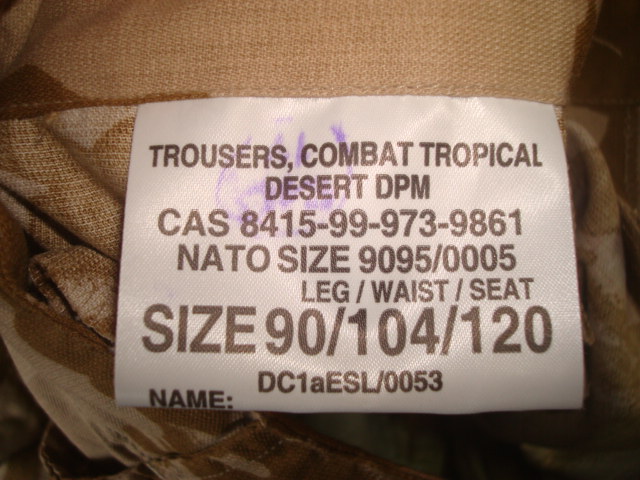 TROUSERS, COMBAT TROPICAL
DESERT DPM
CAS 8415-99-973-9861
NATO SIZE 9095/0005
LEG / WAIST / SEAT
SIZE 90/104/120
DC1aESL/0053
NAME: